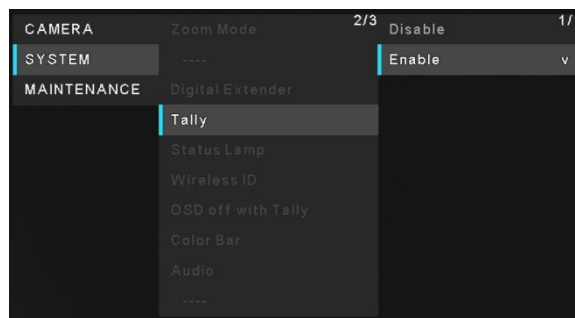 CAMERA
SYSTEM
MAINTENANCE
Zoom Mode 2/3
----
Digital Extender
Tally
Status Lamp
Wireless ID
OSD off with Tally
Color Bar
Audio
----
Disable 1/
Enable v